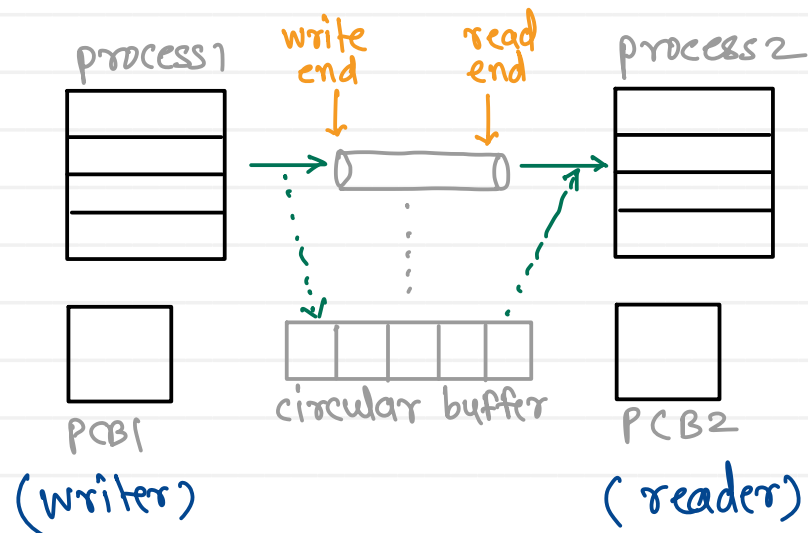 process1
write
end
read
end
process2
circular buffer
PCB1
PCB2
(writer)
(reader)